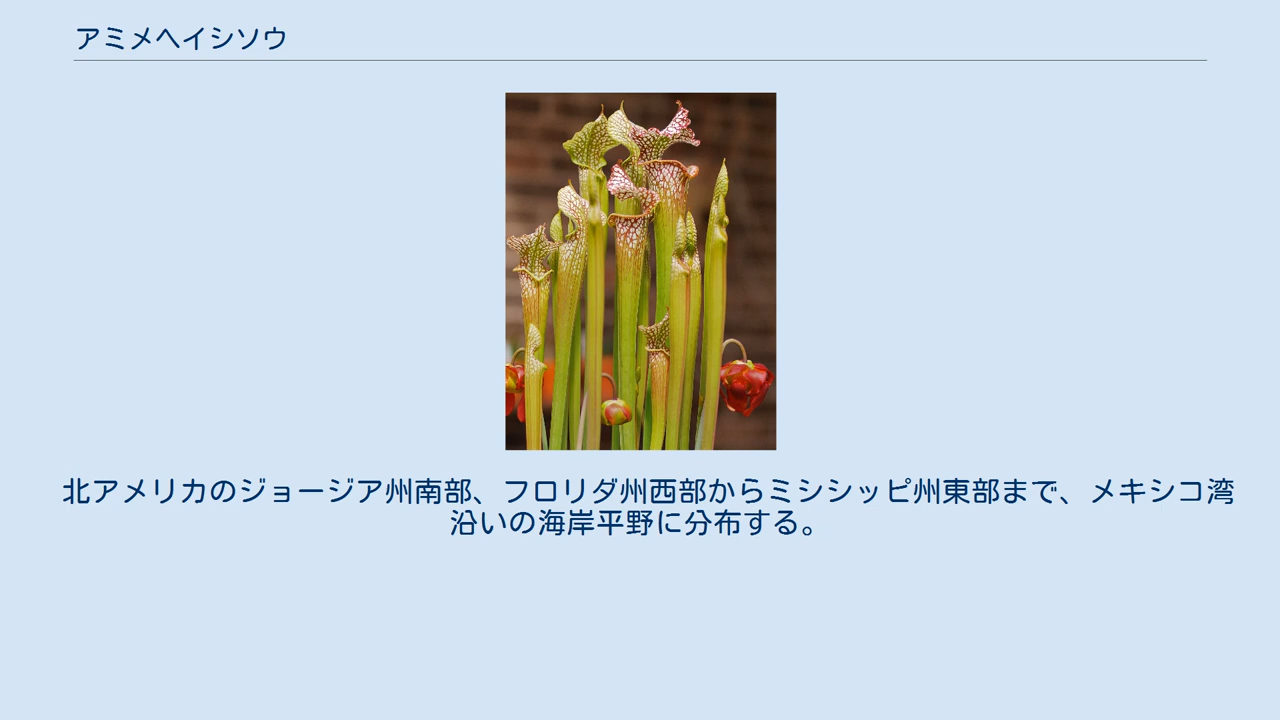 アミメヘイシソウ
北アメリカのジョージア州南部、フロリダ州西部からミシシッピ州東部まで、メキシコ湾
沿いの海岸平野に分布する。